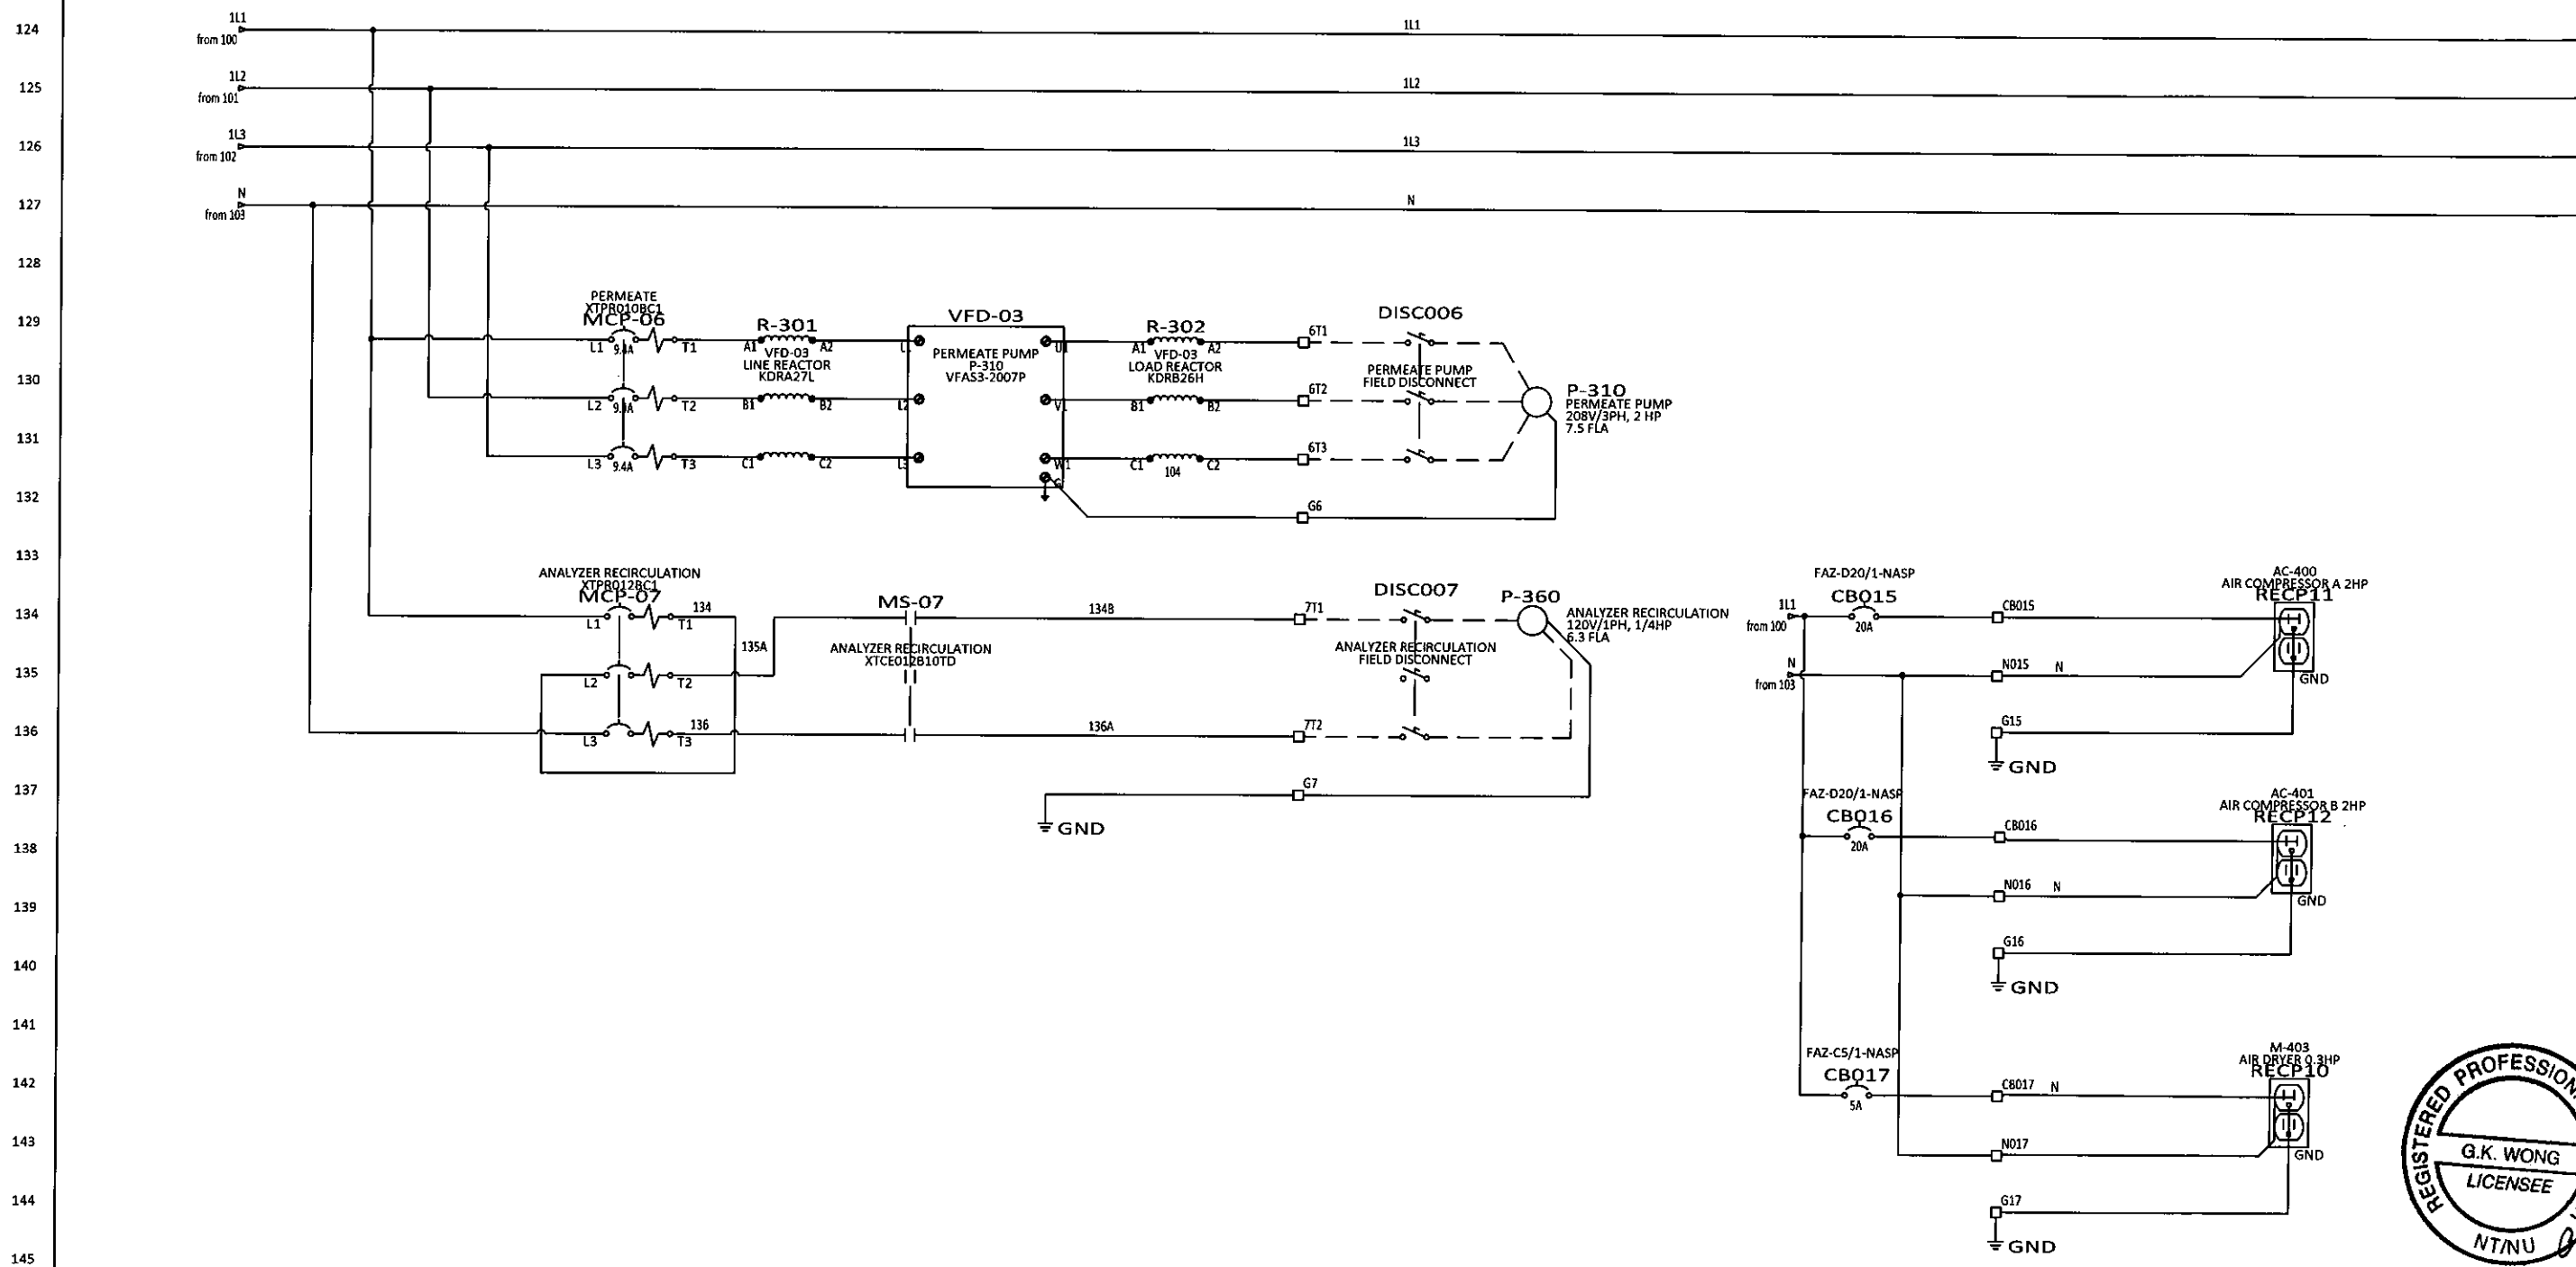 124
1L1
from 100
1L1
125
1L2
from 101
1L2
126
1L3
from 102
1L3
127
N
from 103
N
128
129
PERMEATE
XTPR010BC1
MCP-06
L1 9.4A T1
R-301
A1 A2
VFD-03
LINE REACTOR
KDRA27L
VFD-03
L1 U1
PERMEATE PUMP
P-310
VFAS3-2007P
R-302
A1 A2
VFD-03
LOAD REACTOR
KDRB26H
6T1
DISC006
PERMEATE PUMP
FIELD DISCONNECT
130
L2 9.4A T2
B1 B2
L2 V1
B1 B2
6T2
P-310
PERMEATE PUMP
208V/3PH, 2 HP
7.5 FLA
131
L3 9.4A T3
C1 C2
L3 W1
C1 104 C2
6T3
132
G
G6
133
ANALYZER RECIRCULATION
XTPR012BC1
MCP-07
134
L1 T1
134
135A
MS-07
ANALYZER RECIRCULATION
XTCE012B10TD
134B
7T1
DISC007
ANALYZER RECIRCULATION
FIELD DISCONNECT
P-360
ANALYZER RECIRCULATION
120V/1PH, 1/4HP
6.3 FLA
135
L2 T2
136
L3 T3
136
136A
7T2
137
G7
GND
1L1
from 100
FAZ-D20/1-NASP
CB015
20A
CB015
AC-400
AIR COMPRESSOR A 2HP
RECP11
N
from 103
N015 N
GND
G15
GND
138
FAZ-D20/1-NASP
CB016
20A
CB016
AC-401
AIR COMPRESSOR B 2HP
RECP12
139
N016 N
GND
140
G16
GND
141
142
FAZ-C5/1-NASP
CB017
5A
CB017 N
M-403
AIR DRYER 0.3HP
RECP10
143
N017
GND
144
G17
GND
145
REGISTERED PROFESSION
G.K. WONG
LICENSEE
NT/NU